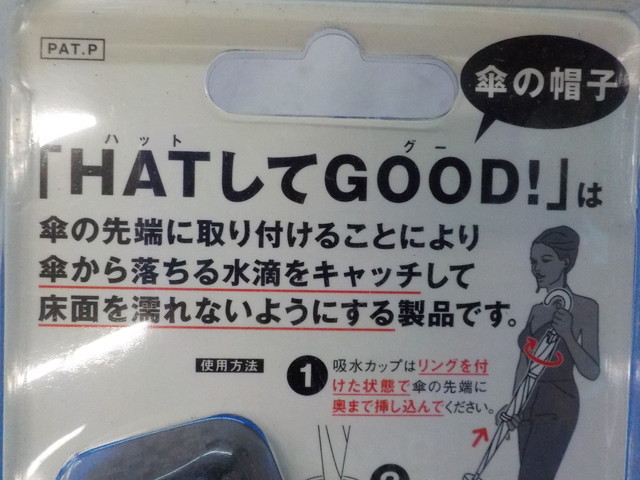 PAT.P
傘の帽子
ハット グー
「HATしてGOOD!」は
傘の先端に取り付けることにより
傘から落ちる水滴をキャッチして
床面を濡れないようにする製品です。
使用方法
1
吸水カップはリングを付
けた状態で傘の先端に
奥まで挿し込んでください。